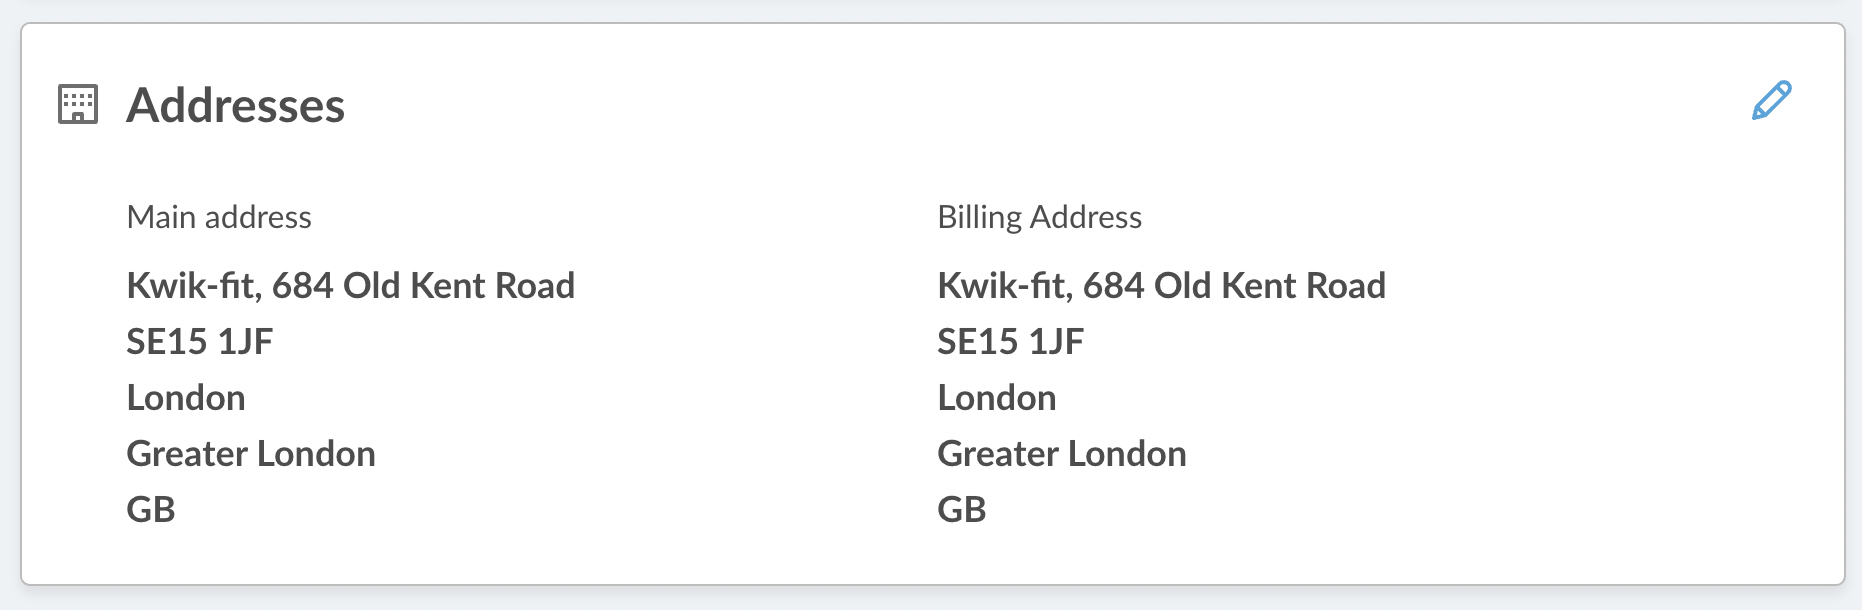 Addresses
Main address
Kwik-fit, 684 Old Kent Road
SE15 1JF
London
Greater London
GB
Billing Address
Kwik-fit, 684 Old Kent Road
SE15 1JF
London
Greater London
GB